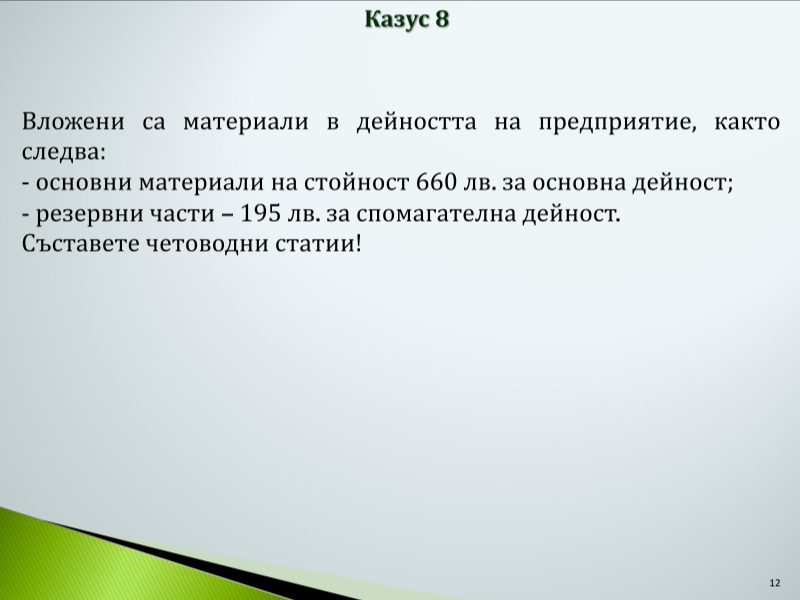 Казус 8
Вложени са материали в дейността на предприятие, както
следва:
- основни материали на стойност 660 лв. за основна дейност;
- резервни части – 195 лв. за спомагателна дейност.
Съставете четоводни статии!
12